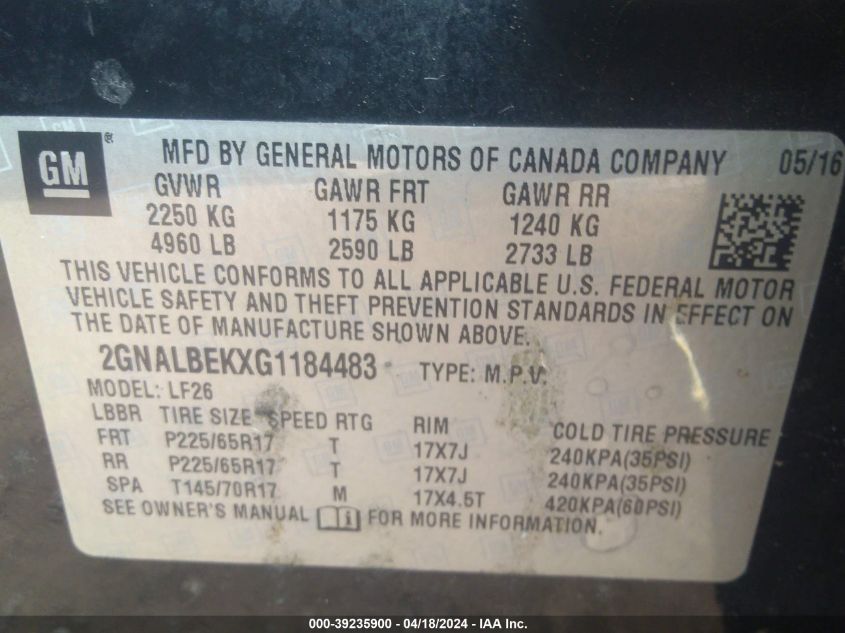 GM ®
MFD BY GENERAL MOTORS OF CANADA COMPANY 05/16
GVWR GAWR FRT GAWR RR
2250 KG 1175 KG 1240 KG
4960 LB 2590 LB 2733 LB
THIS VEHICLE CONFORMS TO ALL APPLICABLE U.S. FEDERAL MOTOR
VEHICLE SAFETY AND THEFT PREVENTION STANDARDS IN EFFECT ON
THE DATE OF MANUFACTURE SHOWN ABOVE.
2GNALBEKXG1184483 TYPE: M.P.V.
MODEL: LF26
LBBR TIRE SIZE SPEED RTG RIM COLD TIRE PRESSURE
FRT P225/65R17 T 17X7J 240KPA(35PSI)
RR P225/65R17 T 17X7J 240KPA(35PSI)
SPA T145/70R17 M 17X4.5T 420KPA(60PSI)
SEE OWNER'S MANUAL FOR MORE INFORMATION.
000-39235900 - 04/18/2024 - IAA Inc.